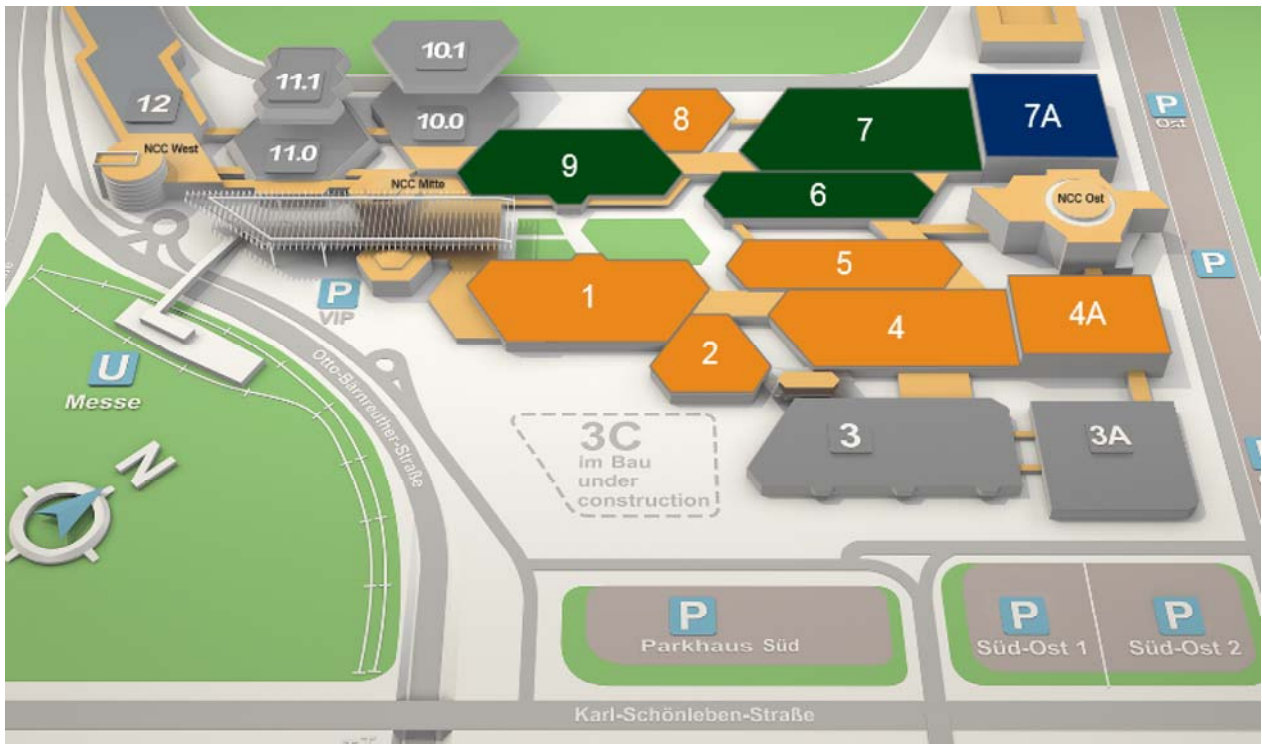 10.1
11.1
12
10.0
8
7
7A
P
Ost
NCC West
11.0
NCC Mitte
9
6
NCC Ost
5
P
P
VIP
1
4
4A
2
U
Messe
Otto-Bärnreuther-Straße
N
3C
im Bau
under
construction
3
3A
P
Parkhaus Süd
P
Süd-Ost 1
P
Süd-Ost 2
Karl-Schönleben-Straße